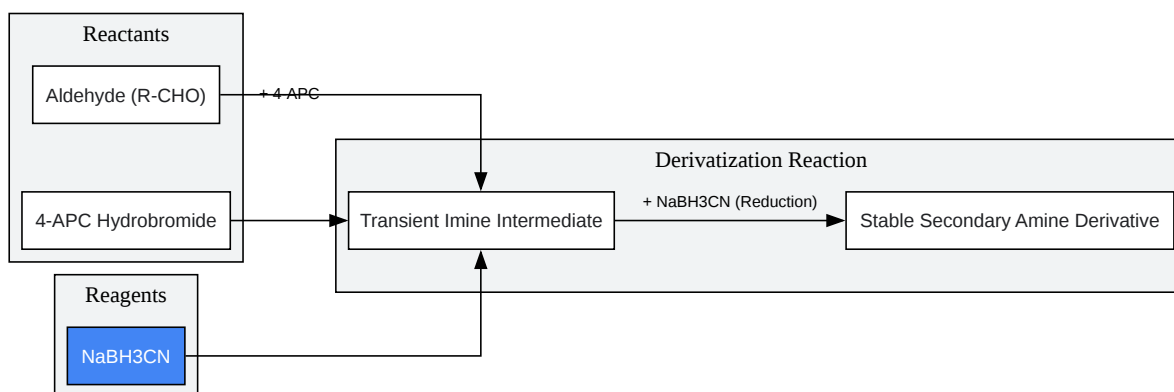 Reactants
Aldehyde (R-CHO)
+ 4-APC
4-APC Hydrobromide
Derivatization Reaction
Transient Imine Intermediate
+ NaBH3CN (Reduction)
Stable Secondary Amine Derivative
Reagents
NaBH3CN